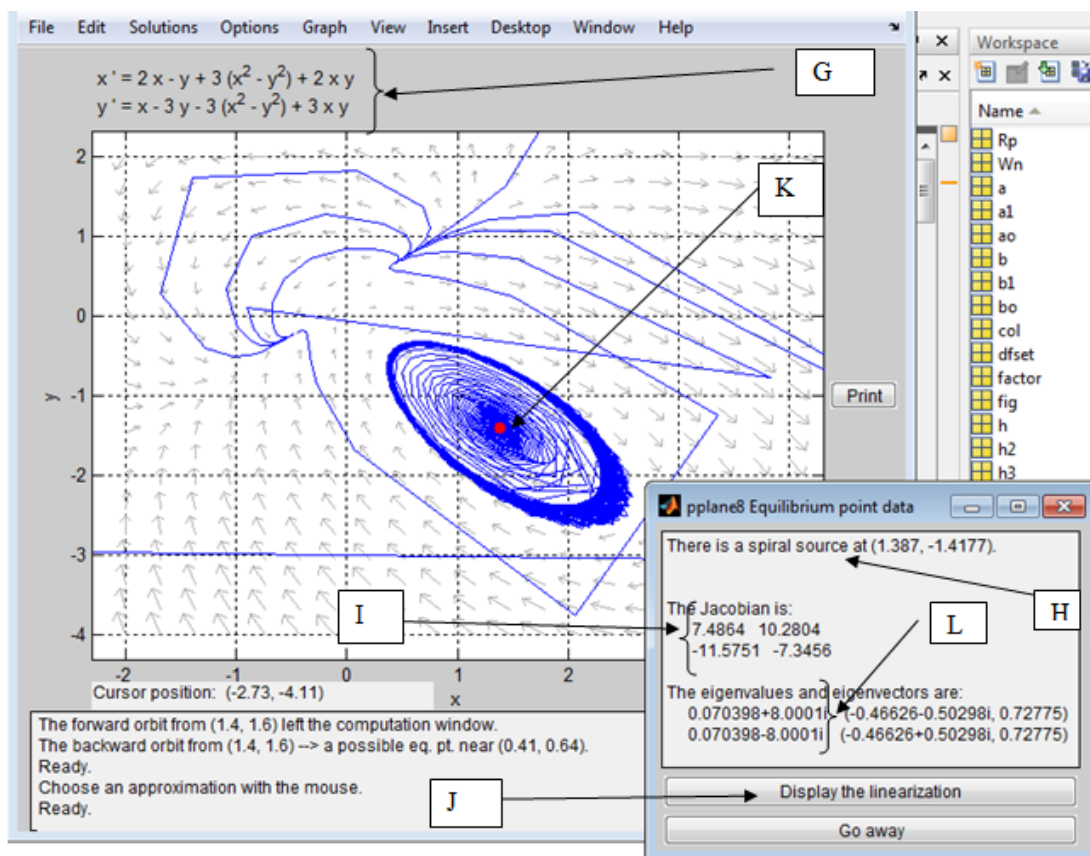 File Edit Solutions Options Graph View Insert Desktop Window Help
x ' = 2 x - y + 3 (x² - y²) + 2 x y
y ' = x - 3 y - 3 (x² - y²) + 3 x y
G
K
2
1
0
-1
-2
-3
-4
y
-2 -1 0 1 2
x
Cursor position: (-2.73, -4.11)
Print
The forward orbit from (1.4, 1.6) left the computation window.
The backward orbit from (1.4, 1.6) --> a possible eq. pt. near (0.41, 0.64).
Ready.
Choose an approximation with the mouse.
Ready.
I
J
Workspace
Name
Rp
Wn
a
a1
ao
b
b1
bo
col
dfset
factor
fig
h
h2
h3
pplane8 Equilibrium point data
There is a spiral source at (1.387, -1.4177).
H
The Jacobian is:
7.4864 10.2804
-11.5751 -7.3456
L
The eigenvalues and eigenvectors are:
0.070398+8.0001i (-0.46626-0.50298i, 0.72775)
0.070398-8.0001i (-0.46626+0.50298i, 0.72775)
Display the linearization
Go away